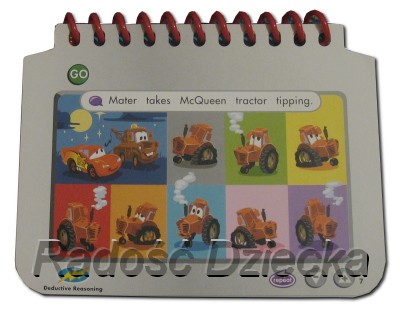 GO
Mater takes McQueen tractor tipping.
Radość Dziecka
Deductive Reasoning
repeat
7